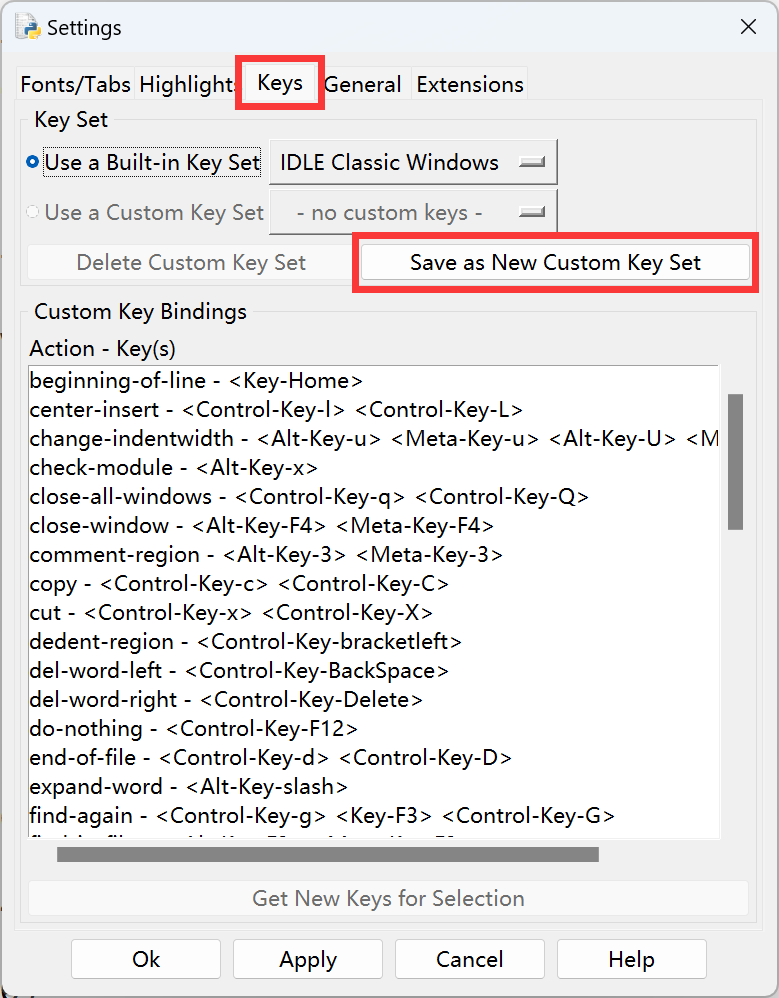 Settings
Fonts/Tabs Highlights Keys General Extensions
Key Set
Use a Built-in Key Set IDLE Classic Windows
Use a Custom Key Set - no custom keys -
Delete Custom Key Set Save as New Custom Key Set
Custom Key Bindings
Action - Key(s)
beginning-of-line - <Key-Home>
center-insert - <Control-Key-l> <Control-Key-L>
change-indentwidth - <Alt-Key-u> <Meta-Key-u> <Alt-Key-U> <M
check-module - <Alt-Key-x>
close-all-windows - <Control-Key-q> <Control-Key-Q>
close-window - <Alt-Key-F4> <Meta-Key-F4>
comment-region - <Alt-Key-3> <Meta-Key-3>
copy - <Control-Key-c> <Control-Key-C>
cut - <Control-Key-x> <Control-Key-X>
dedent-region - <Control-Key-bracketleft>
del-word-left - <Control-Key-BackSpace>
del-word-right - <Control-Key-Delete>
do-nothing - <Control-Key-F12>
end-of-file - <Control-Key-d> <Control-Key-D>
expand-word - <Alt-Key-slash>
find-again - <Control-Key-g> <Key-F3> <Control-Key-G>
Get New Keys for Selection
Ok Apply Cancel Help